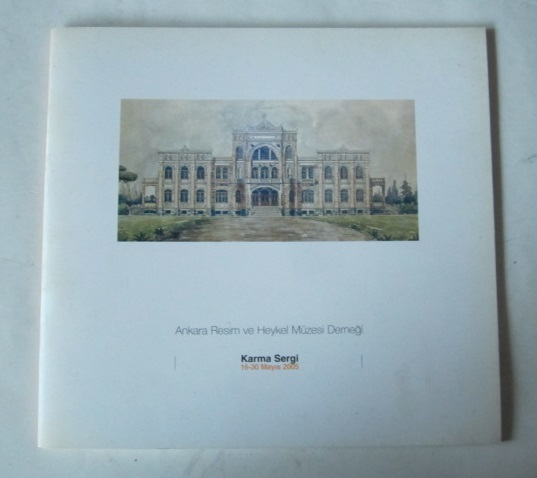 Ankara Resim ve Heykel Müzesi Derneği
Karma Sergi
16-30 Mayıs 2005